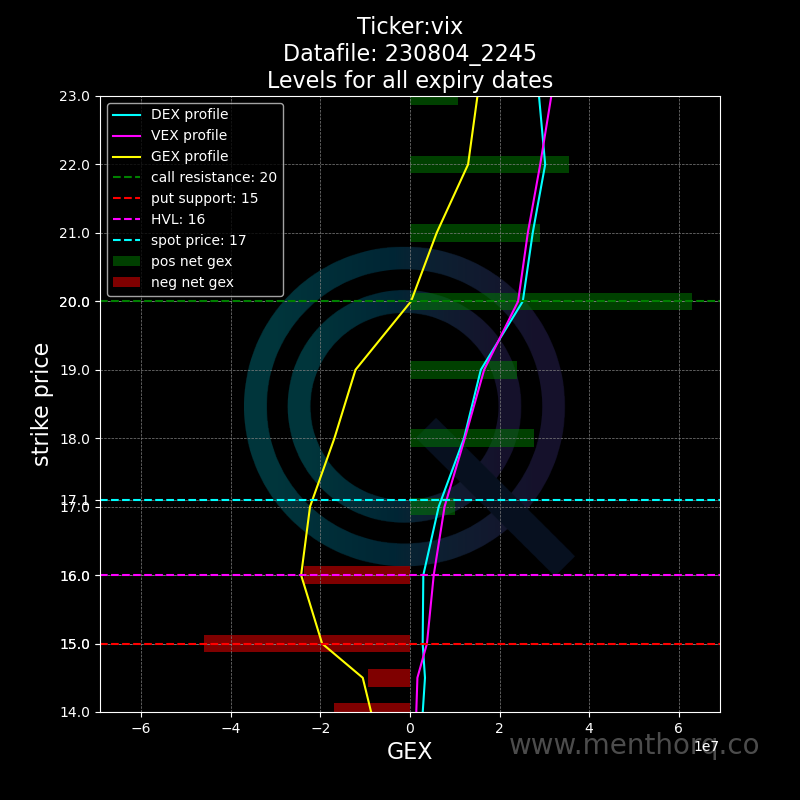 Ticker:vix
Datafile: 230804_2245
Levels for all expiry dates
DEX profile
VEX profile
GEX profile
call resistance: 20
put support: 15
HVL: 16
spot price: 17
pos net gex
neg net gex
23.0
22.0
21.0
20.0
19.0
18.0
17.1
17.0
16.0
15.0
14.0
strike price
−6 −4 −2 0 2 4 6
1e7
GEX
www.menthorq.co